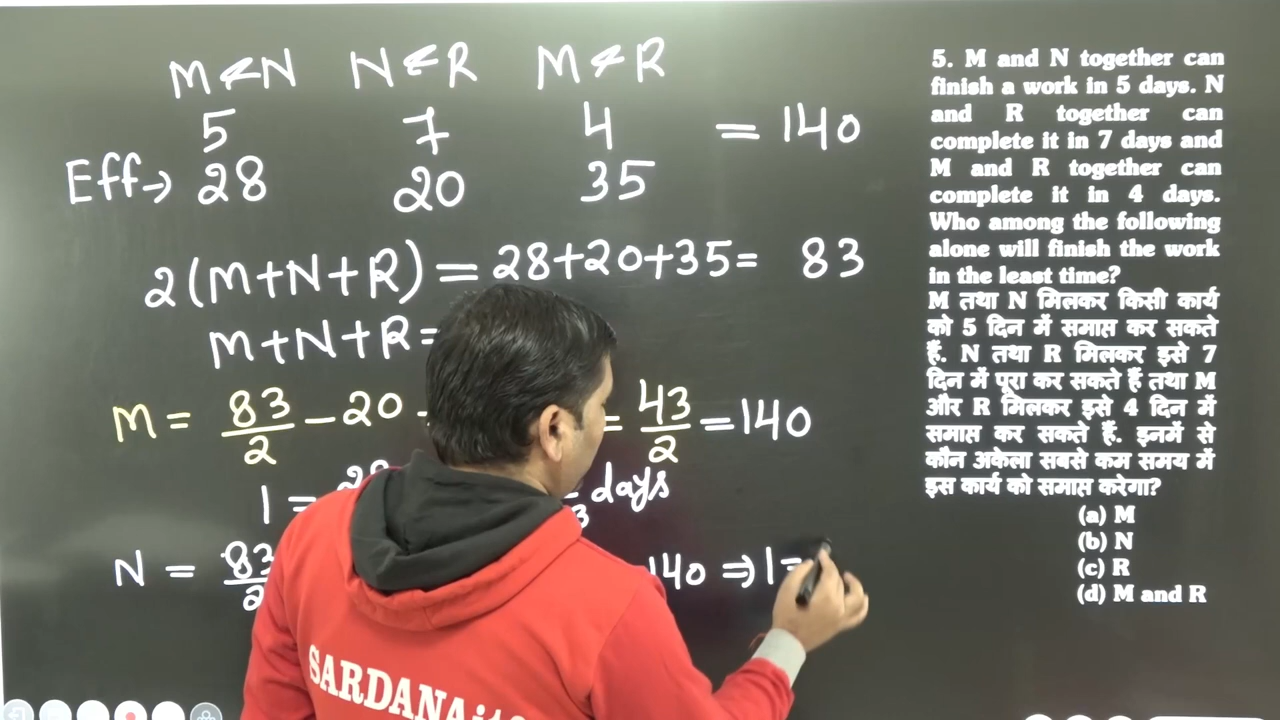 M & N N & R M & R
5 7 4 = 140
Eff→ 28 20 35
2(M+N+R) = 28+20+35 = 83
M+N+R=
M = 83/2 - 20 = 43/2 = 140
1 = days
N = 83 140 ⇒ 1 =
SARDANA
5. M and N together can
finish a work in 5 days. N
and R together can
complete it in 7 days and
M and R together can
complete it in 4 days.
Who among the following
alone will finish the work
in the least time?
M तथा N मिलकर किसी कार्य
को 5 दिन में समाप्त कर सकते
हैं. N तथा R मिलकर इसे 7
दिन में पूरा कर सकते हैं तथा M
और R मिलकर इसे 4 दिन में
समाप्त कर सकते हैं. इनमें से
कौन अकेला सबसे कम समय में
इस कार्य को समाप्त करेगा?
(a) M
(b) N
(c) R
(d) M and R